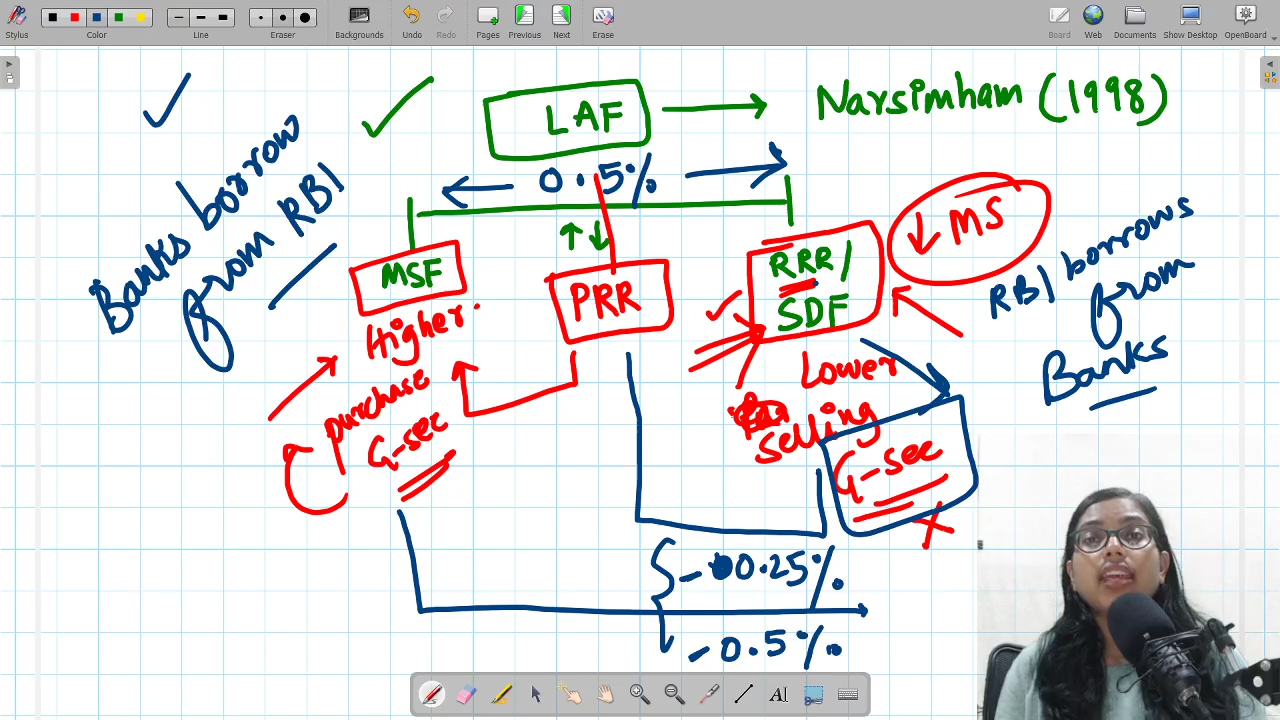 Stylus
Color
Line
Eraser
Backgrounds
Undo
Redo
Pages
Previous
Next
Erase
Board
Web
Documents
Show Desktop
OpenBoard
LAF
Narsimham (1998)
0.5%
Banks borrow
from RBI
MSF
PRR
RRR/
SDF
↓ MS
RBI borrows
from
Banks
Higher
purchase
G-sec
Lower
selling
G-sec
- 0.25%
- 0.5%
AI